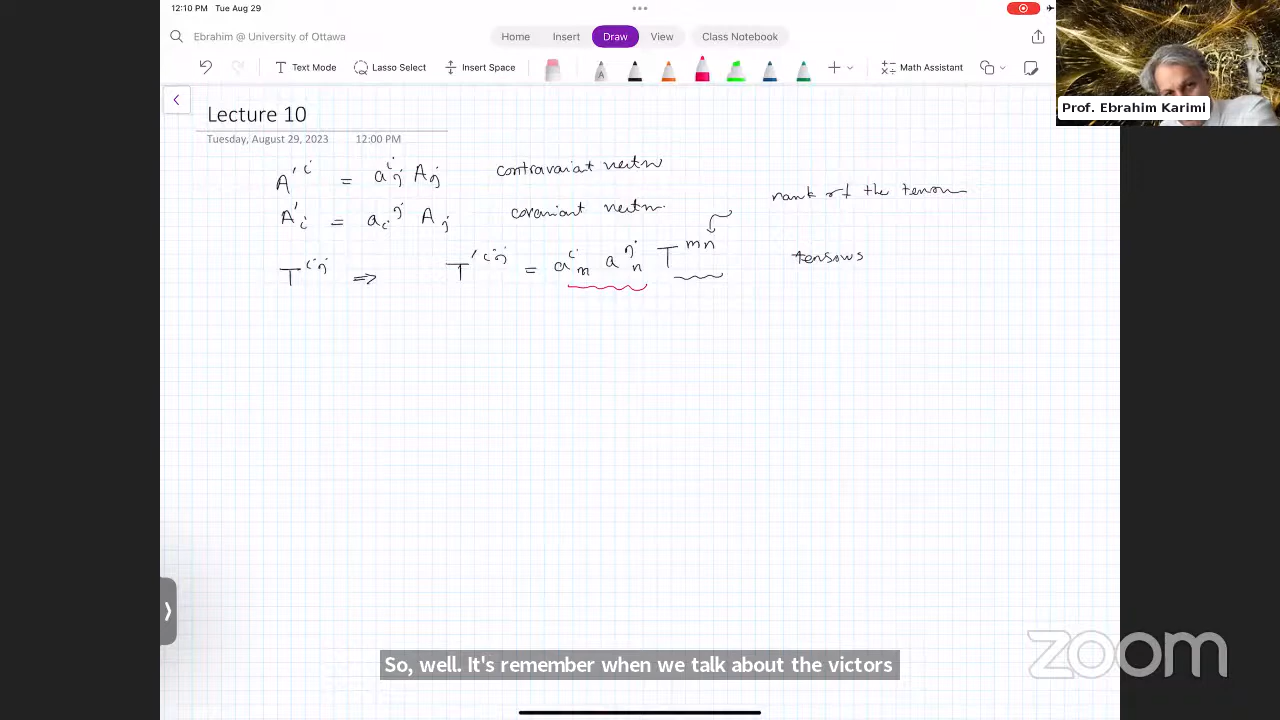 12:10 PM Tue Aug 29
Ebrahim @ University of Ottawa
Home Insert Draw View Class Notebook
Text Mode Lasso Select Insert Space Math Assistant
Prof. Ebrahim Karimi
Lecture 10
Tuesday, August 29, 2023 12:00 PM
A'^i = a^i_j A_j contravariant vector
A'_i = a_i^j A_j covariant vector
rank of the tensor
T^{ij} ⇒ T'^{ij} = a^i_m a^j_n T^{mn} tensors
So, well. It's remember when we talk about the victors
zoom